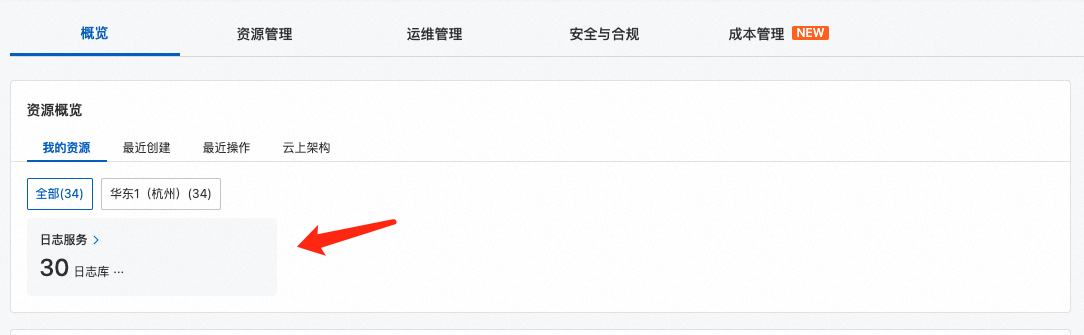 概览 资源管理 运维管理 安全与合规 成本管理 NEW
资源概览
我的资源 最近创建 最近操作 云上架构
全部(34) 华东1（杭州）(34)
日志服务 >
30 日志库 ···